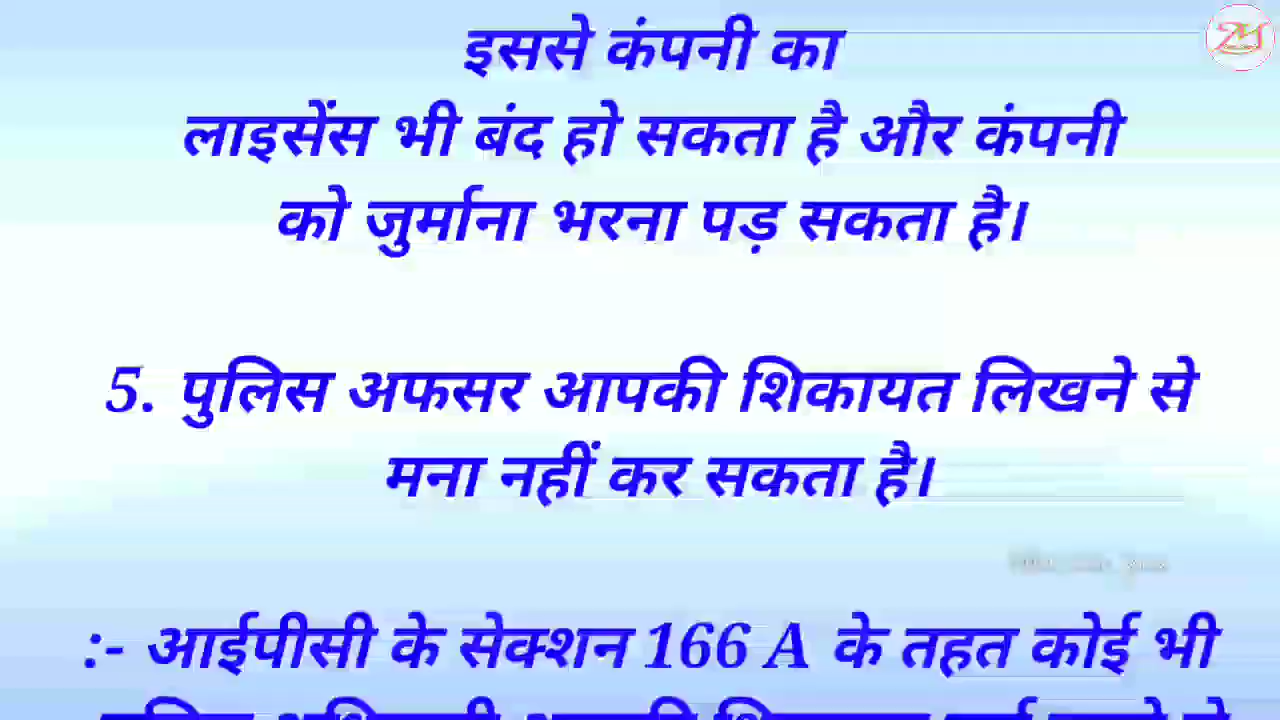 इससे कंपनी का
लाइसेंस भी बंद हो सकता है और कंपनी
को जुर्माना भरना पड़ सकता है।
5. पुलिस अफसर आपकी शिकायत लिखने से
मना नहीं कर सकता है।
:- आईपीसी के सेक्शन 166 A के तहत कोई भी